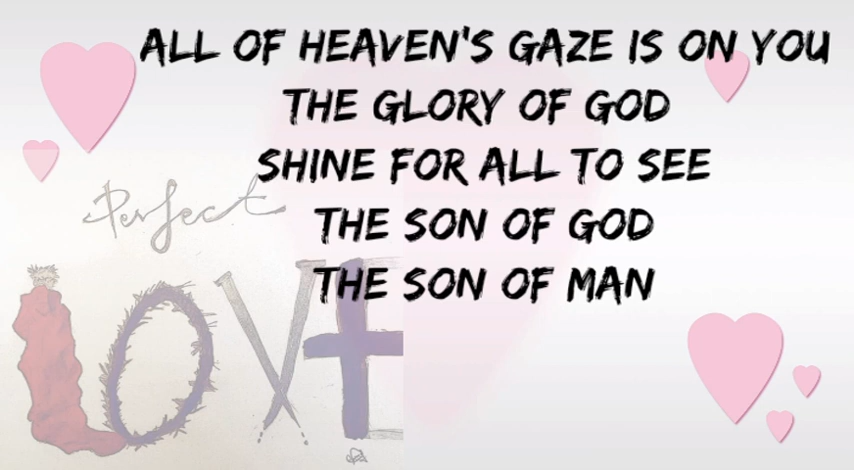 ALL OF HEAVEN'S GAZE IS ON YOU
THE GLORY OF GOD
SHINE FOR ALL TO SEE
THE SON OF GOD
THE SON OF MAN
Perfect
LOVE